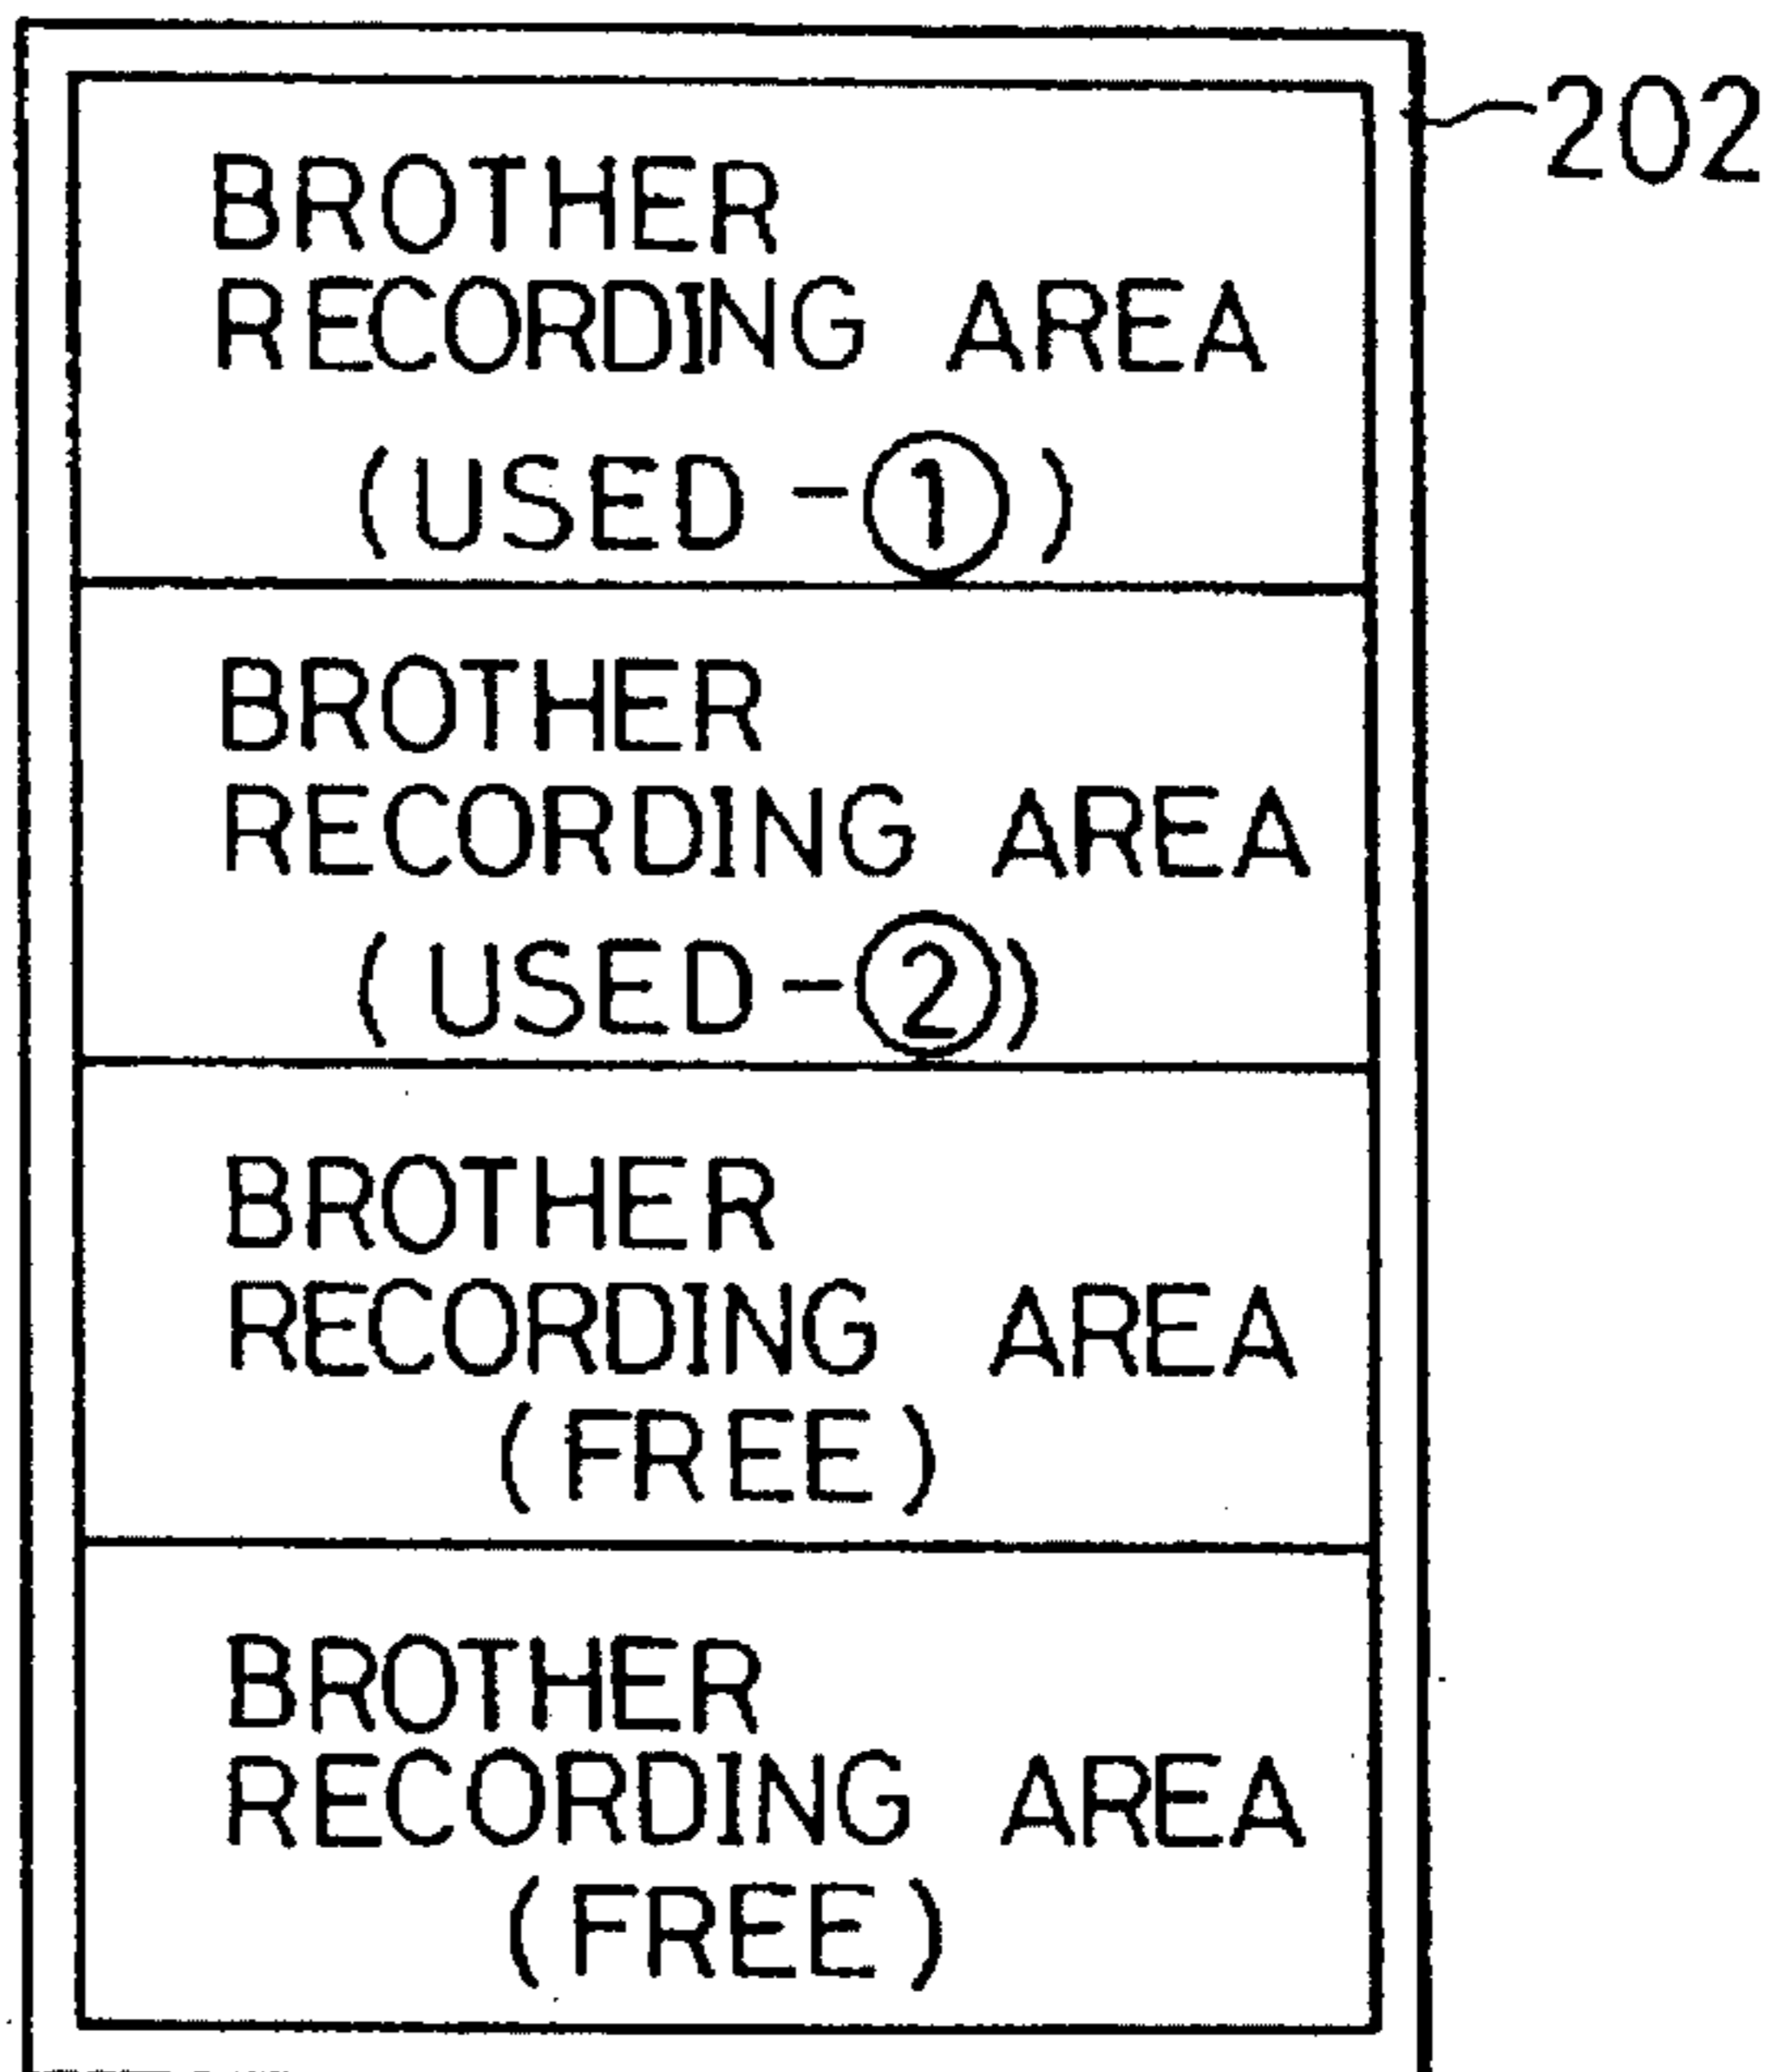 202
BROTHER
RECORDING AREA
(USED-①)
BROTHER
RECORDING AREA
(USED-②)
BROTHER
RECORDING AREA
(FREE)
BROTHER
RECORDING AREA
(FREE)